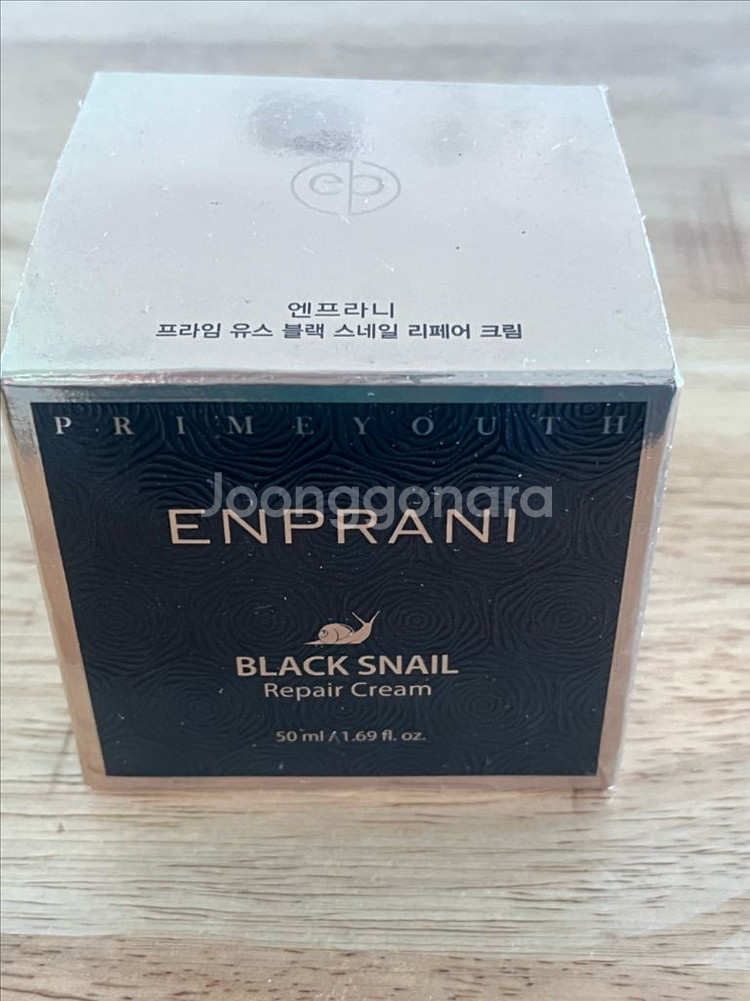 ep
엔프라니
프라임 유스 블랙 스네일 리페어 크림
PRIMEYOUTH
Joonggonara
ENPRANI
BLACK SNAIL
Repair Cream
50 ml / 1.69 fl. oz.